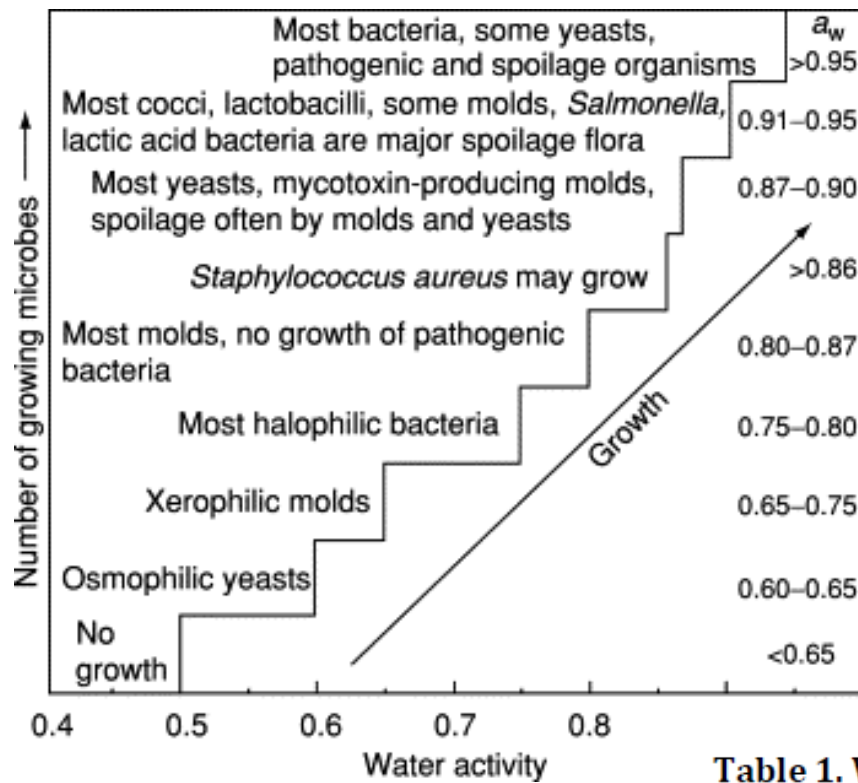 Most bacteria, some yeasts,
pathogenic and spoilage organisms
Most cocci, lactobacilli, some molds, Salmonella,
lactic acid bacteria are major spoilage flora
Most yeasts, mycotoxin-producing molds,
spoilage often by molds and yeasts
Staphylococcus aureus may grow
Most molds, no growth of pathogenic
bacteria
Most halophilic bacteria
Xerophilic molds
Osmophilic yeasts
No
growth
aw
>0.95
0.91–0.95
0.87–0.90
>0.86
0.80–0.87
0.75–0.80
0.65–0.75
0.60–0.65
<0.65
Growth
Number of growing microbes
0.4 0.5 0.6 0.7 0.8
Water activity
Table 1.